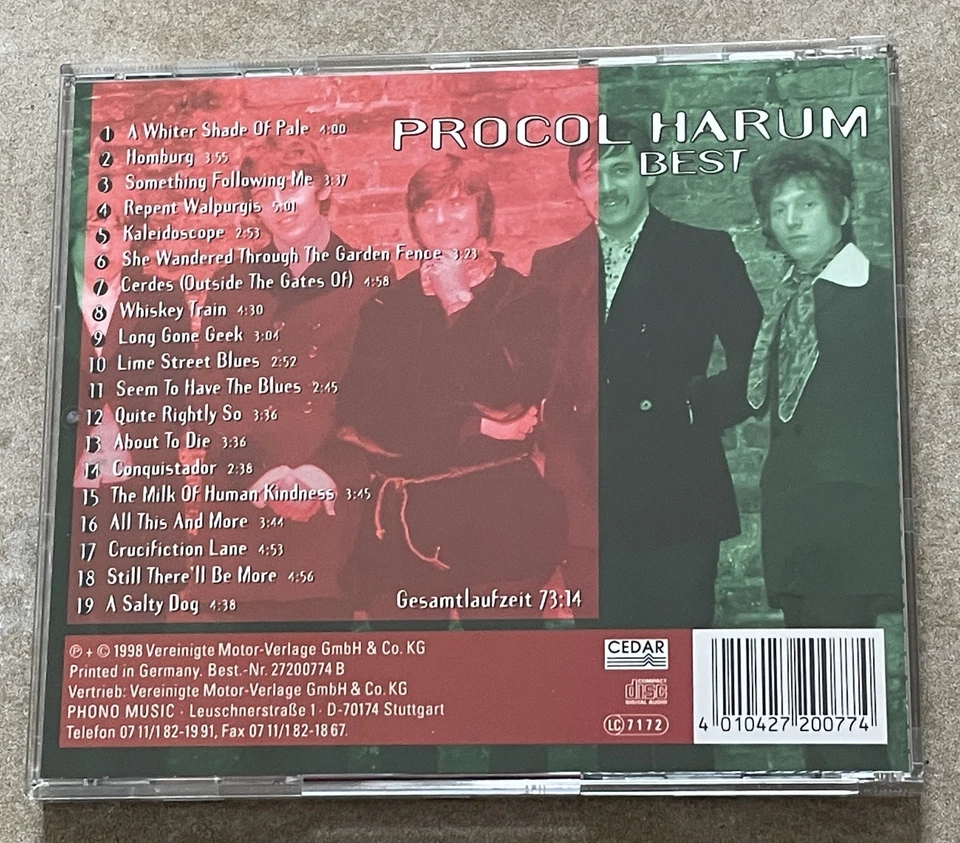 PROCOL HARUM
BEST
1 A Whiter Shade Of Pale 4:00
2 Homburg 3:55
3 Something Following Me 3:37
4 Repent Walpurgis 5:01
5 Kaleidoscope 2:53
6 She Wandered Through The Garden Fence 3:23
7 Cerdes (Outside The Gates Of) 4:58
8 Whiskey Train 4:30
9 Long Gone Geek 3:04
10 Lime Street Blues 2:52
11 Seem To Have The Blues 2:45
12 Quite Rightly So 3:36
13 About To Die 3:36
14 Conquistador 2:38
15 The Milk Of Human Kindness 3:45
16 All This And More 3:44
17 Crucifiction Lane 4:53
18 Still There'll Be More 4:56
19 A Salty Dog 4:38
Gesamtlaufzeit 73:14
℗ + © 1998 Vereinigte Motor-Verlage GmbH & Co. KG
Printed in Germany. Best.-Nr. 27200774 B
Vertrieb: Vereinigte Motor-Verlage GmbH & Co. KG
PHONO MUSIC · Leuschnerstraße 1 · D-70174 Stuttgart
Telefon 07 11/1 82-19 91, Fax 07 11/1 82-18 67.
CEDAR
COMPACT
disc
DIGITAL AUDIO
LC 7172
4 010427 200774